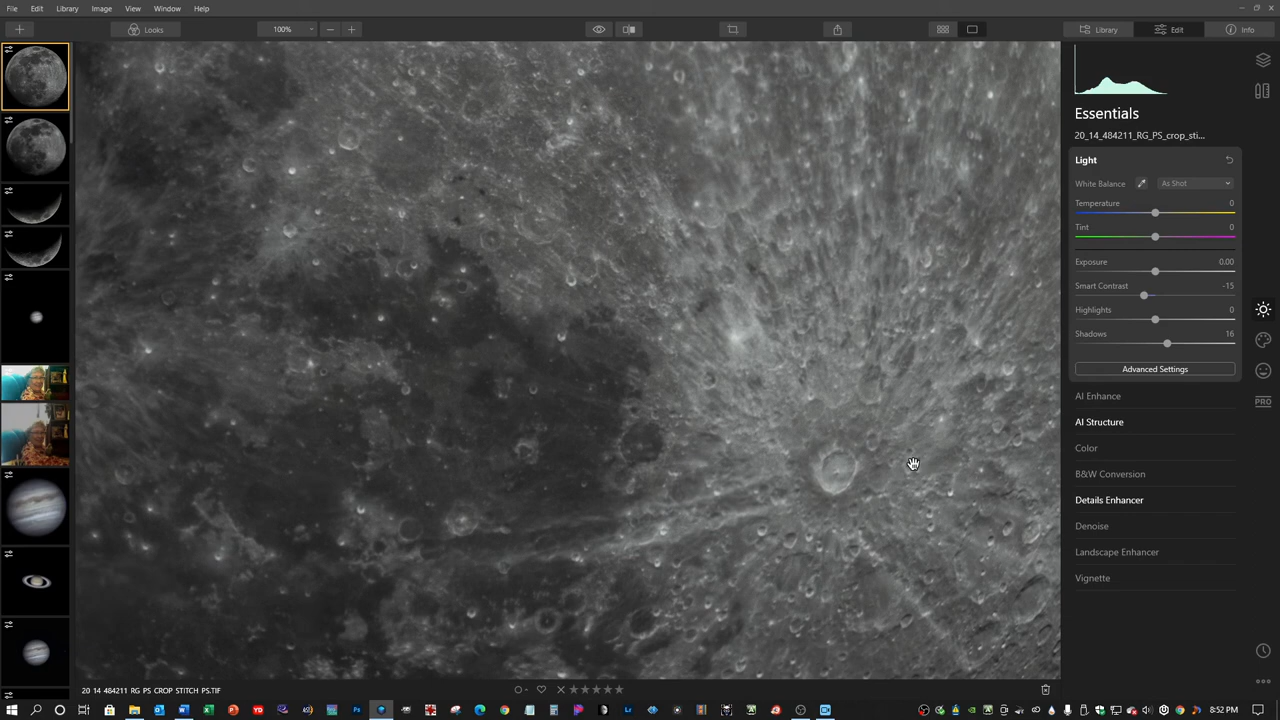 File Edit Library Image View Window Help
Looks 100% Library Edit Info
Essentials
20_14_484211_RG_PS_crop_sti...
Light
White Balance As Shot
Temperature 0
Tint 0
Exposure 0.00
Smart Contrast -15
Highlights 0
Shadows 16
Advanced Settings
AI Enhance
AI Structure
Color
B&W Conversion
Details Enhancer
Denoise
Landscape Enhancer
Vignette
PRO
20 14 484211 RG PS CROP STITCH PS.TIF
8:52 PM